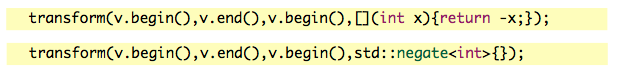 transform(v.begin(),v.end(),v.begin(),[](int x){return -x;});
transform(v.begin(),v.end(),v.begin(),std::negate<int>{});